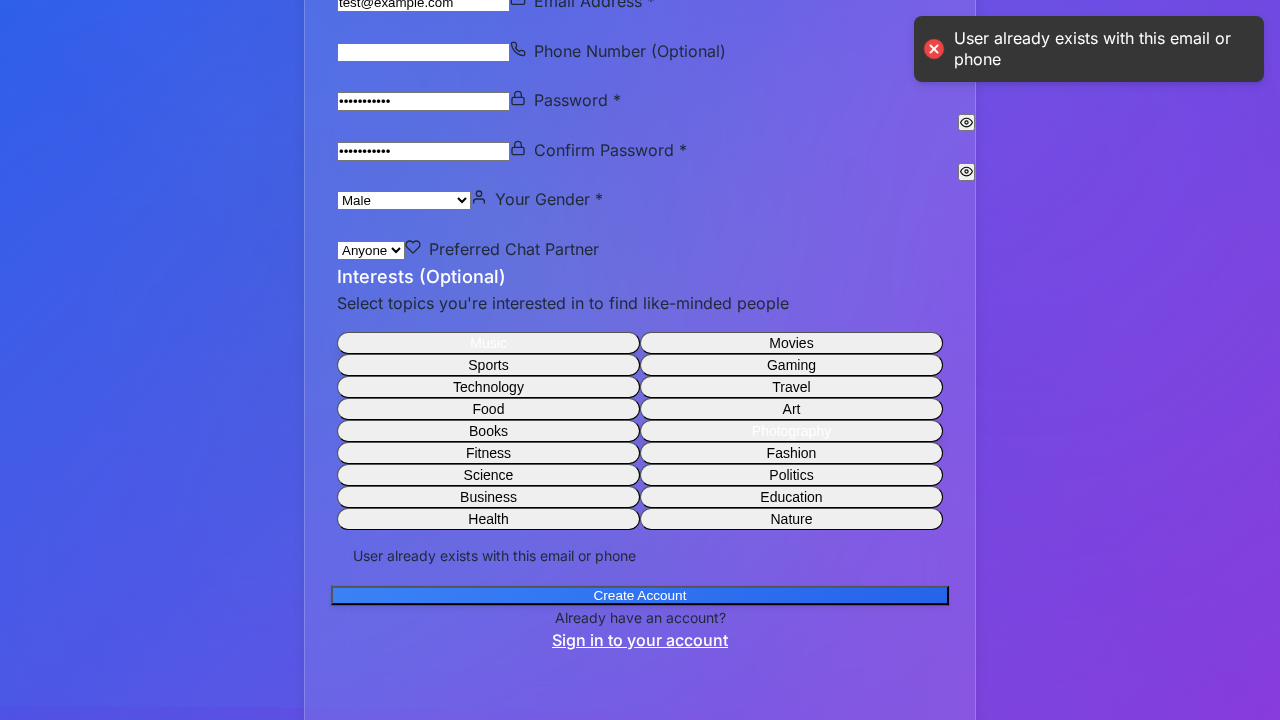 test@example.com Email Address *
User already exists with this email or
phone
Phone Number (Optional)
••••••••••• Password *
••••••••••• Confirm Password *
Male Your Gender *
Anyone Preferred Chat Partner
Interests (Optional)
Select topics you're interested in to find like-minded people
Music Movies
Sports Gaming
Technology Travel
Food Art
Books Photography
Fitness Fashion
Science Politics
Business Education
Health Nature
User already exists with this email or phone
Create Account
Already have an account?
Sign in to your account